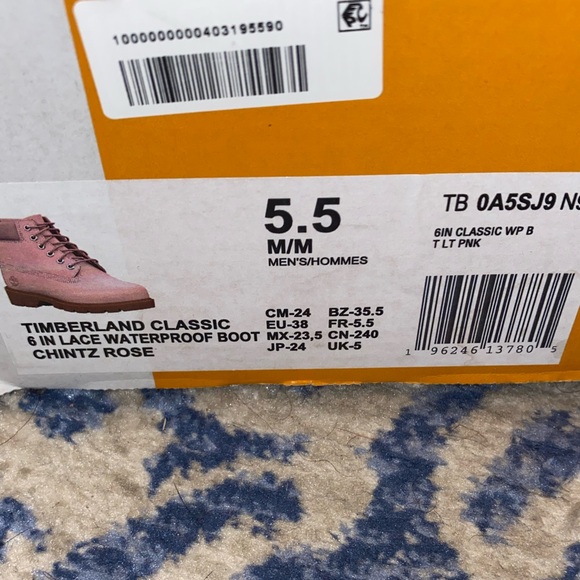 1000000000403195590
5.5
M/M
MEN'S/HOMMES
TB 0A5SJ9
6IN CLASSIC WP B
T LT PNK
TIMBERLAND CLASSIC
6 IN LACE WATERPROOF BOOT
CHINTZ ROSE
CM-24 BZ-35.5
EU-38 FR-5.5
MX-23,5 CN-240
JP-24 UK-5
1 96246 13780 5